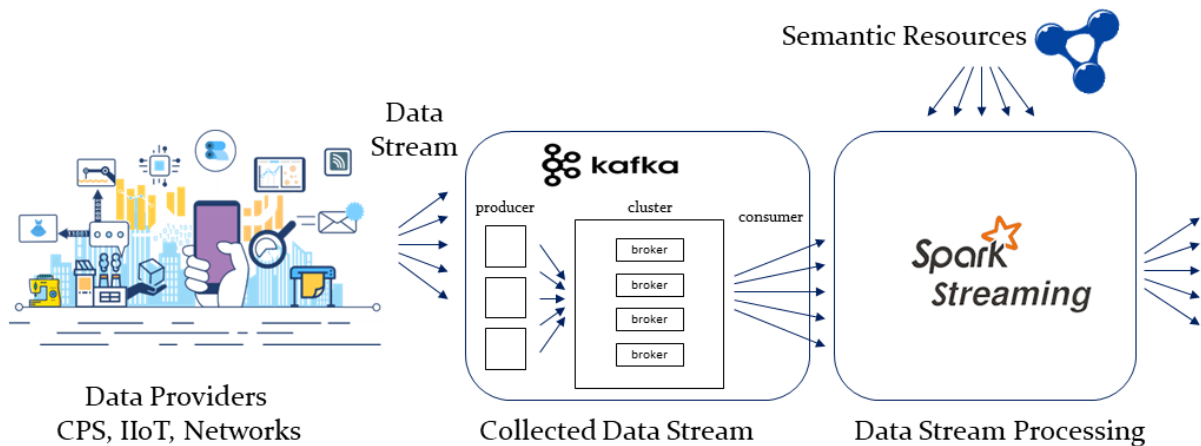 Semantic Resources
Data
Stream
kafka
producer
cluster
consumer
broker
broker
broker
broker
Spark
Streaming
Data Providers
CPS, IIoT, Networks
Collected Data Stream
Data Stream Processing